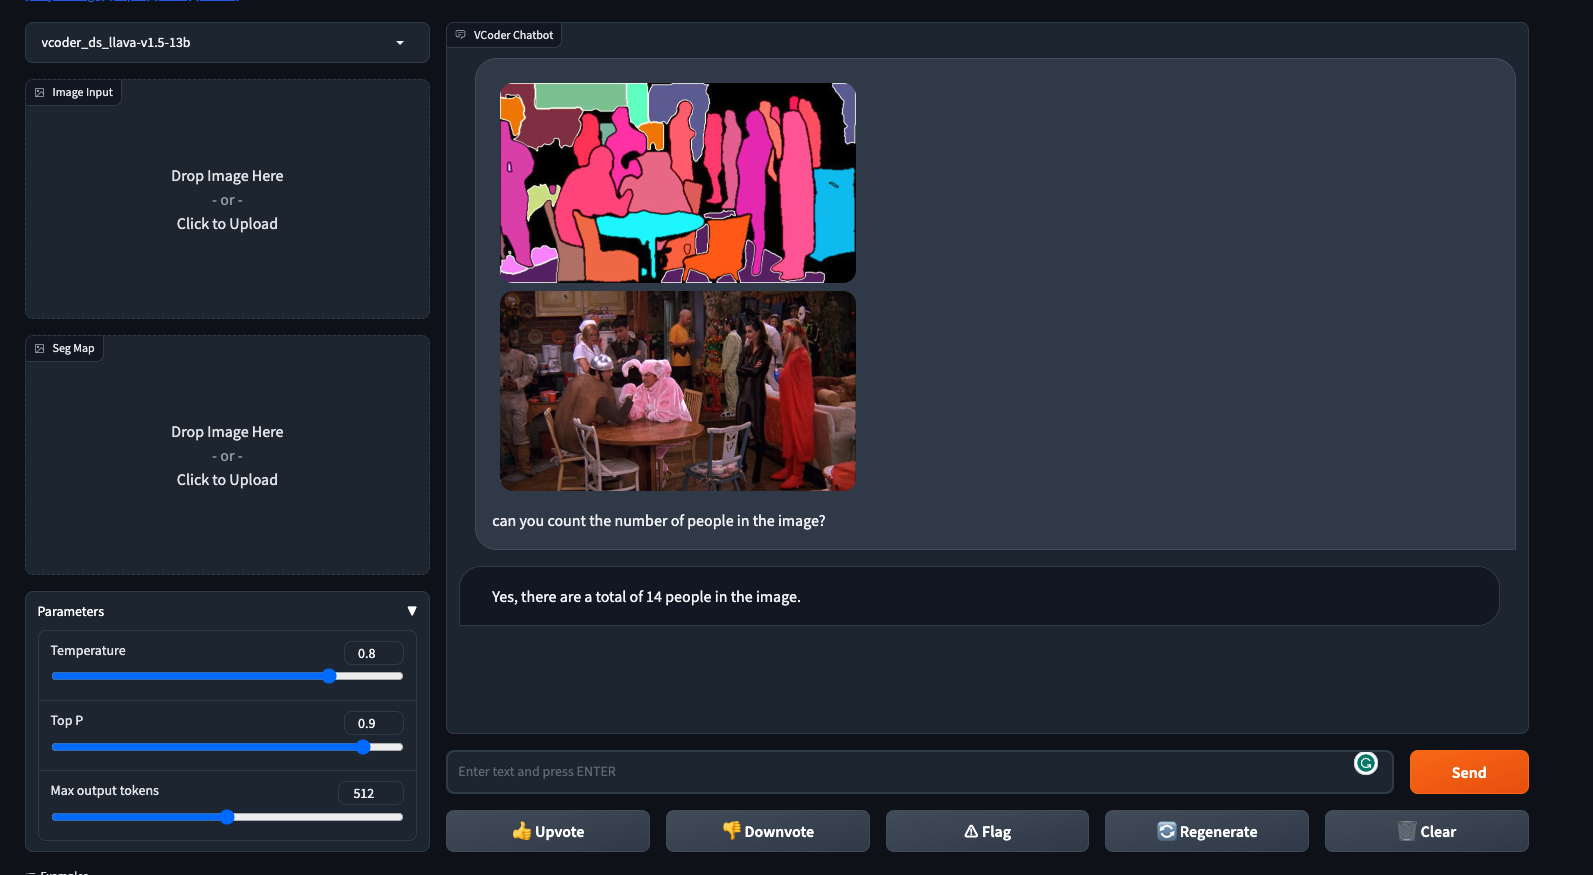 vcoder_ds_llava-v1.5-13b
Image Input
Drop Image Here
- or -
Click to Upload
Seg Map
Drop Image Here
- or -
Click to Upload
Parameters
Temperature
0.8
Top P
0.9
Max output tokens
512
Examples
VCoder Chatbot
can you count the number of people in the image?
Yes, there are a total of 14 people in the image.
Enter text and press ENTER
Send
👍 Upvote
👎 Downvote
⚠ Flag
🔄 Regenerate
🗑 Clear